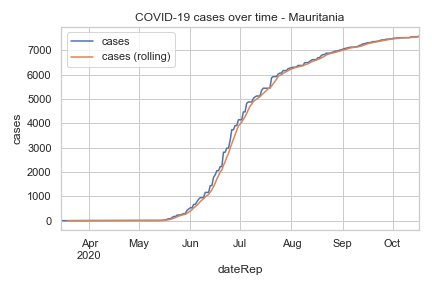 COVID-19 cases over time - Mauritania
cases
cases (rolling)
7000
6000
5000
4000
3000
2000
1000
0
cases
Apr
2020
May
Jun
Jul
Aug
Sep
Oct
dateRep